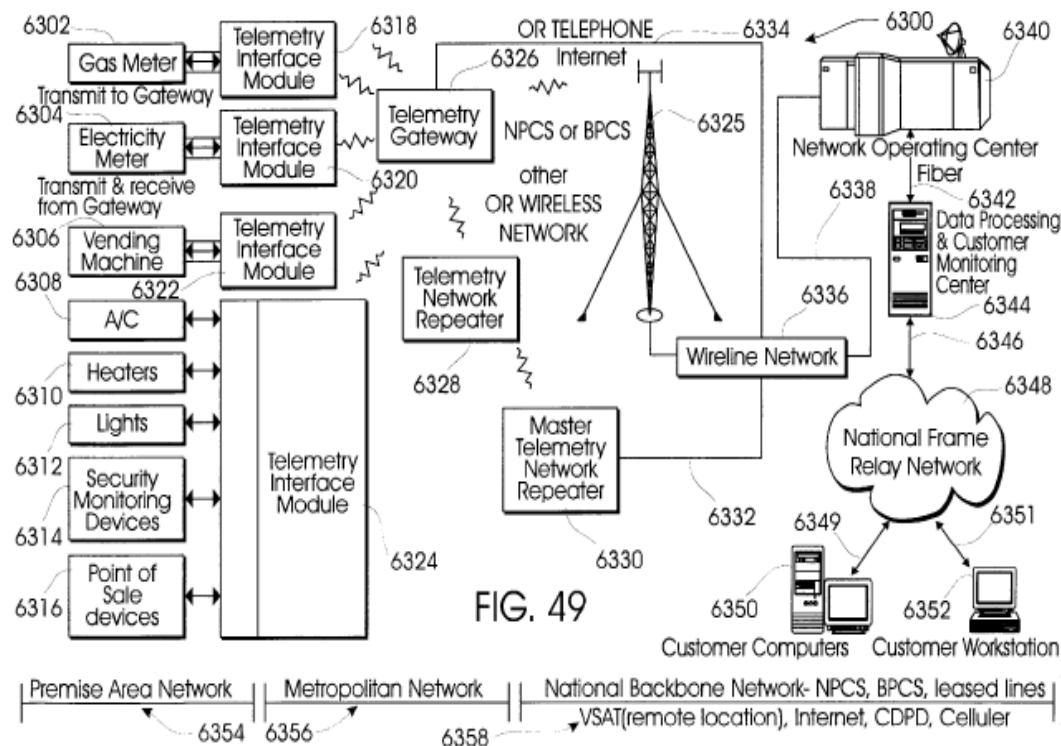 6302
Gas Meter
Transmit to Gateway
6304
Electricity
Meter
Transmit & receive
from Gateway
6306
Vending
Machine
6308
A/C
Heaters
6310
Lights
6312
Security
Monitoring
Devices
6314
Point of
Sale
devices
6316
Telemetry
Interface
Module
6318
Telemetry
Interface
Module
6320
Telemetry
Interface
Module
6322
Telemetry
Interface
Module
6324
OR TELEPHONE
6334
Internet
6326
Telemetry
Gateway
NPCS or BPCS
other
OR WIRELESS
NETWORK
6325
Telemetry
Network
Repeater
6328
Master
Telemetry
Network
Repeater
6330
6332
6336
Wireline Network
6338
6300
6340
Network Operating Center
Fiber
6342
Data Processing
& Customer
Monitoring
Center
6344
6346
6348
National Frame
Relay Network
6349
6351
6350
6352
Customer Computers
Customer Workstation
FIG. 49
Premise Area Network
6354
Metropolitan Network
6356
National Backbone Network- NPCS, BPCS, leased lines
VSAT(remote location), Internet, CDPD, Celluler
6358